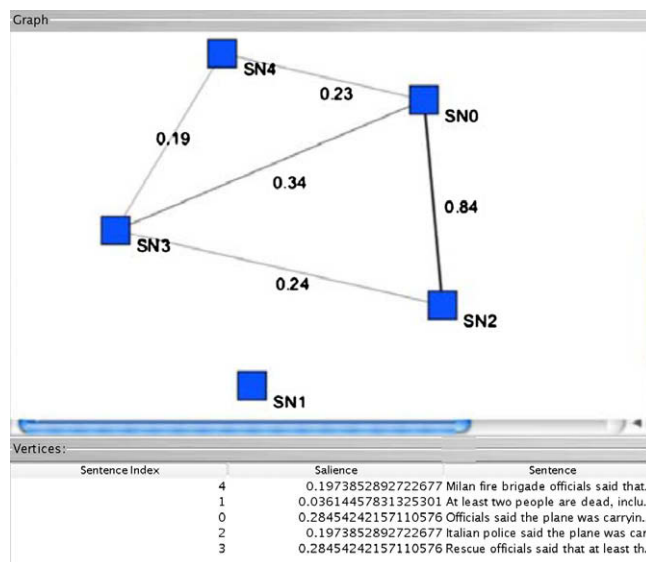 Graph
SN4
0.23
SN0
0.19
0.34
0.84
SN3
0.24
SN2
SN1
Vertices:
Sentence Index Salience Sentence
4 0.1973852892722677 Milan fire brigade officials said that.
1 0.03614457831325301 At least two people are dead, inclu.
0 0.28454242157110576 Officials said the plane was carryin.
2 0.1973852892722677 Italian police said the plane was car
3 0.28454242157110576 Rescue officials said that at least th.